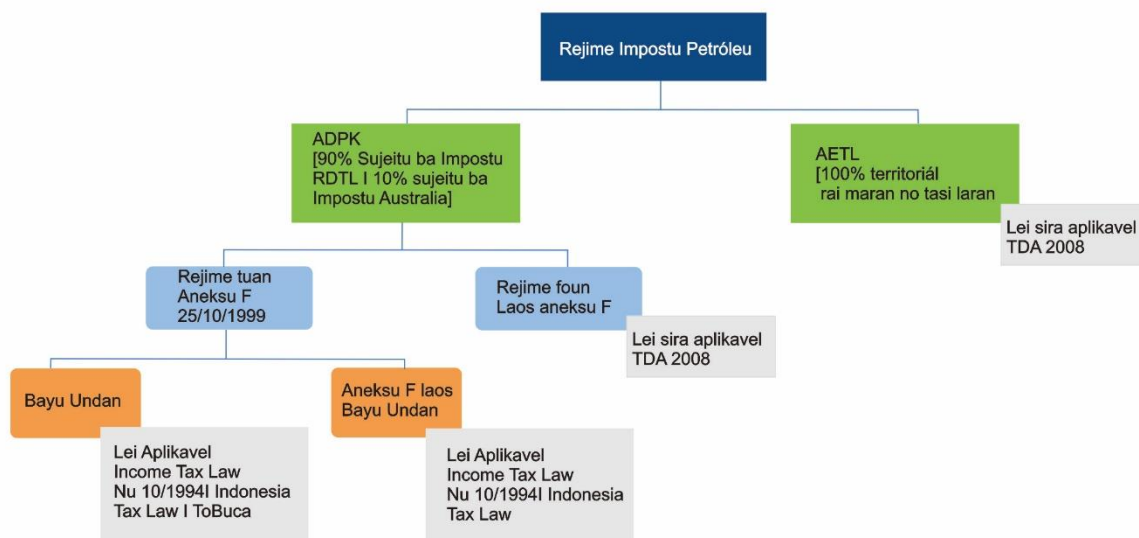 Rejime Impostu Petróleu
ADPK
[90% Sujeitu ba Impostu
RDTL I 10% sujeitu ba
Impostu Australia]
AETL
[100% territoriál
rai maran no tasi laran
Lei sira aplikavel
TDA 2008
Rejime tuan
Aneksu F
25/10/1999
Rejime foun
Laos aneksu F
Lei sira aplikavel
TDA 2008
Bayu Undan
Aneksu F laos
Bayu Undan
Lei Aplikavel
Income Tax Law
Nu 10/1994I Indonesia
Tax Law I ToBuca
Lei Aplikavel
Income Tax Law
Nu 10/1994I Indonesia
Tax Law